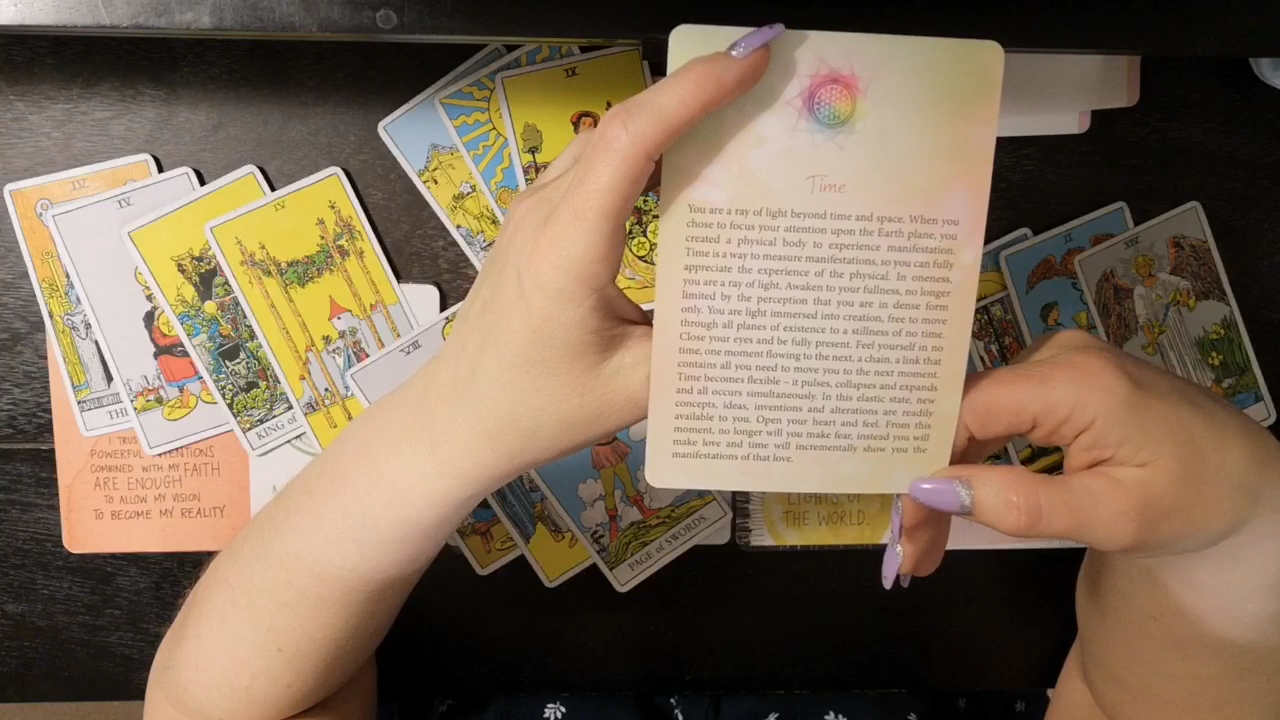 IV
IV
IV
IV
VIII
II
XIV
TH
KING of
PAGE of SWORDS.
I TRUS
POWERFUL INTENTIONS
COMBINED WITH MY FAITH
ARE ENOUGH
TO ALLOW MY VISION
TO BECOME MY REALITY.
Time
You are a ray of light beyond time and space. When you
chose to focus your attention upon the Earth plane, you
created a physical body to experience manifestation.
Time is a way to measure manifestations, so you can fully
appreciate the experience of the physical. In oneness,
you are a ray of light. Awaken to your fullness, no longer
limited by the perception that you are in dense form
only. You are light immersed into creation, free to move
through all planes of existence to a stillness of no time.
Close your eyes and be fully present. Feel yourself in no
time, one moment flowing to the next, a chain, a link that
contains all you need to move you to the next moment.
Time becomes flexible – it pulses, collapses and expands
and all occurs simultaneously. In this elastic state, new
concepts, ideas, inventions and alterations are readily
available to you. Open your heart and feel. From this
moment, no longer will you make fear, instead you will
make love and time will incrementally show you the
manifestations of that love.
LIGHTS OF
THE WORLD.